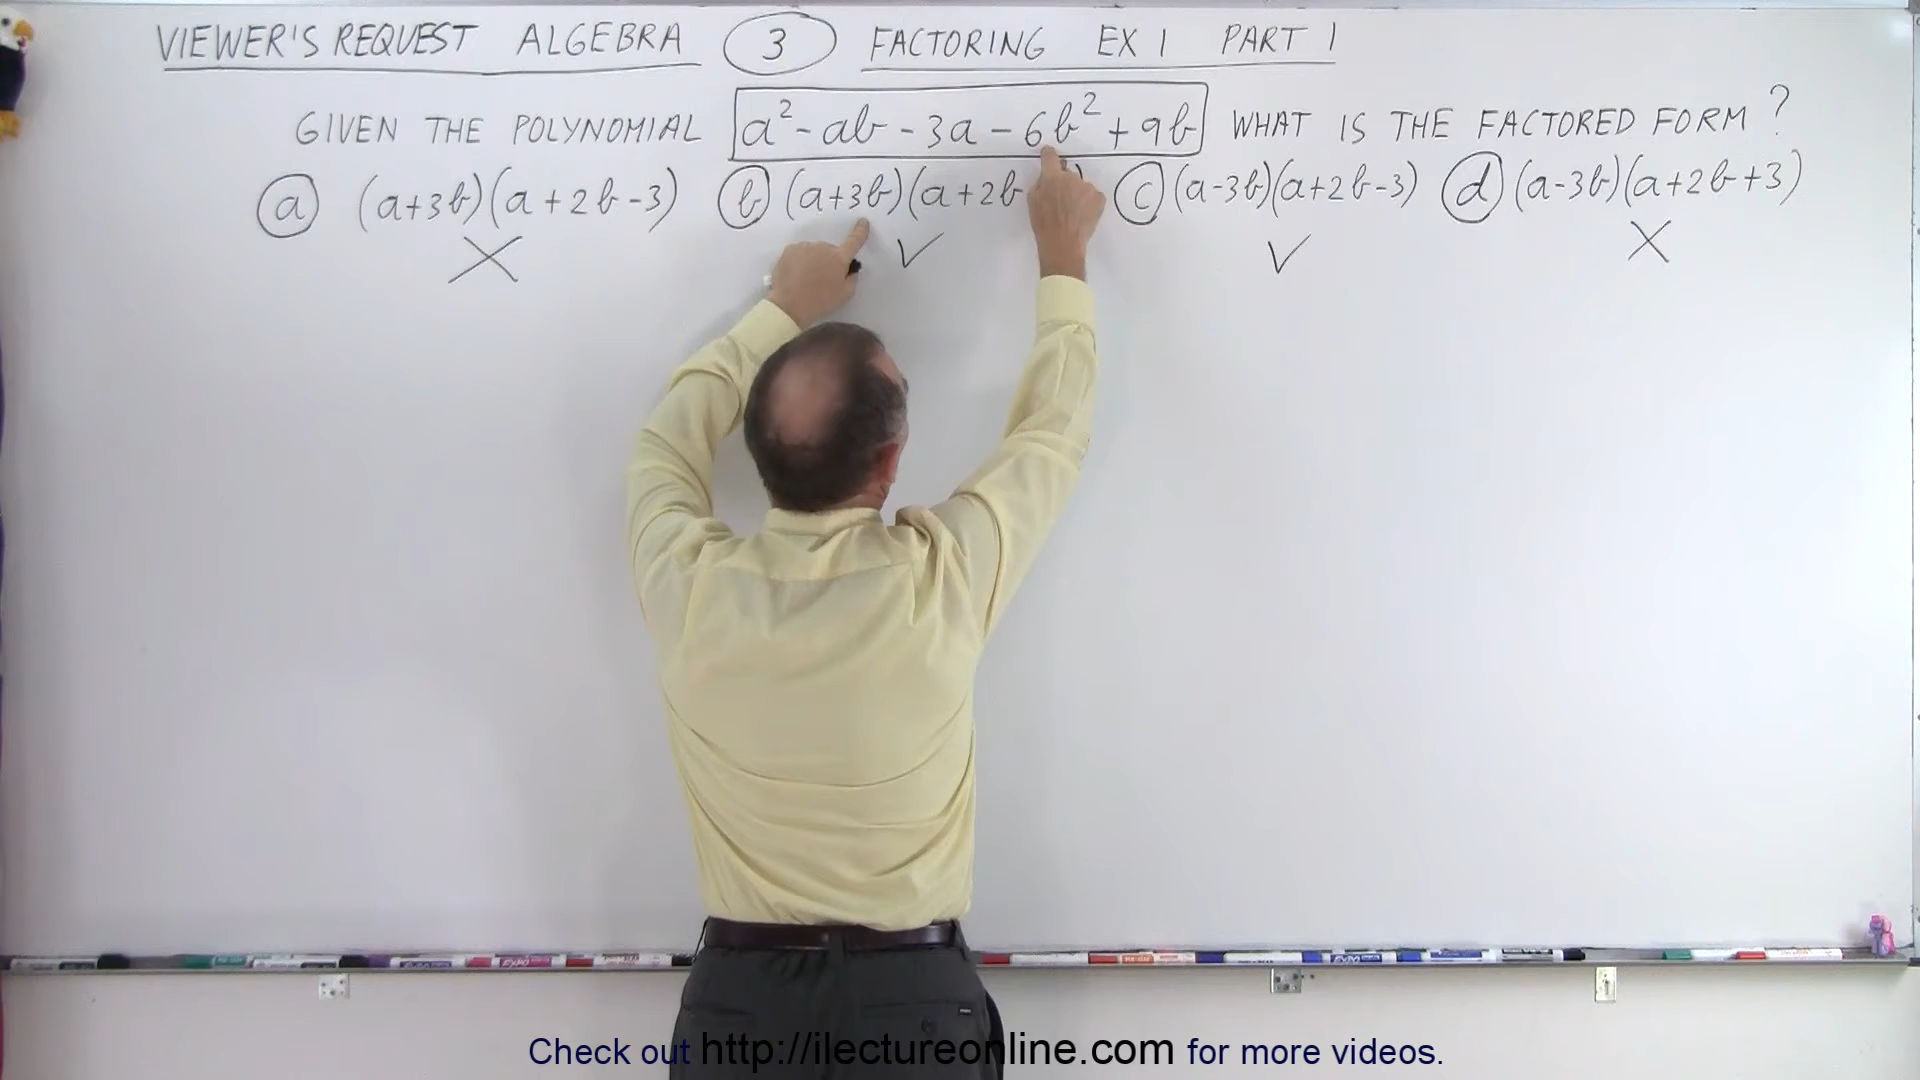 VIEWER'S REQUEST ALGEBRA 3 FACTORING EX 1 PART 1
GIVEN THE POLYNOMIAL a² - ab - 3a - 6b² + 9b WHAT IS THE FACTORED FORM ?
a (a+3b)(a+2b-3) b (a+3b)(a+2b ) c (a-3b)(a+2b-3) d (a-3b)(a+2b+3)
X ✓ ✓ X
Check out http://ilectureonline.com for more videos.